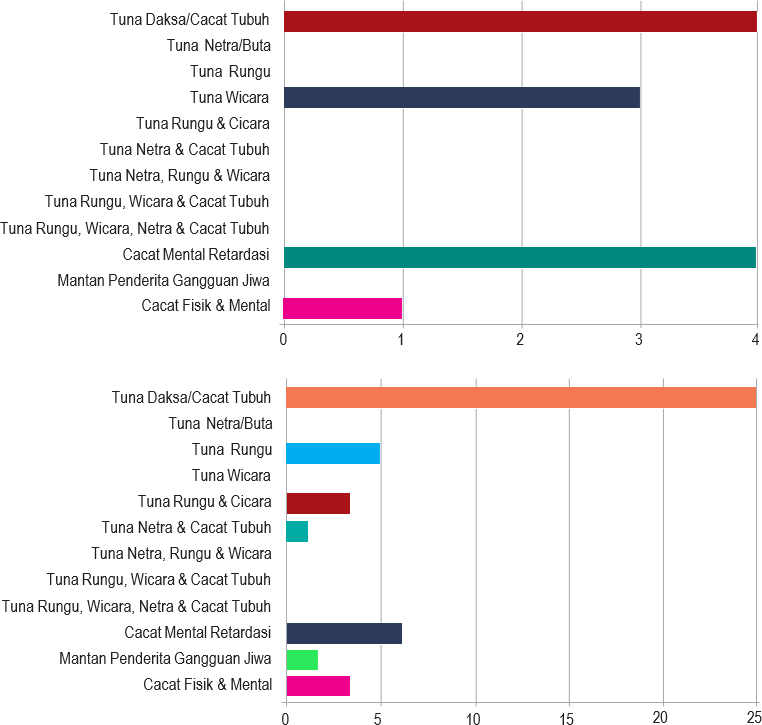 Tuna Daksa/Cacat Tubuh
Tuna Netra/Buta
Tuna Rungu
Tuna Wicara
Tuna Rungu & Cicara
Tuna Netra & Cacat Tubuh
Tuna Netra, Rungu & Wicara
Tuna Rungu, Wicara & Cacat Tubuh
Tuna Rungu, Wicara, Netra & Cacat Tubuh
Cacat Mental Retardasi
Mantan Penderita Gangguan Jiwa
Cacat Fisik & Mental
0 1 2 3 4
Tuna Daksa/Cacat Tubuh
Tuna Netra/Buta
Tuna Rungu
Tuna Wicara
Tuna Rungu & Cicara
Tuna Netra & Cacat Tubuh
Tuna Netra, Rungu & Wicara
Tuna Rungu, Wicara & Cacat Tubuh
Tuna Rungu, Wicara, Netra & Cacat Tubuh
Cacat Mental Retardasi
Mantan Penderita Gangguan Jiwa
Cacat Fisik & Mental
0 5 10 15 20 25